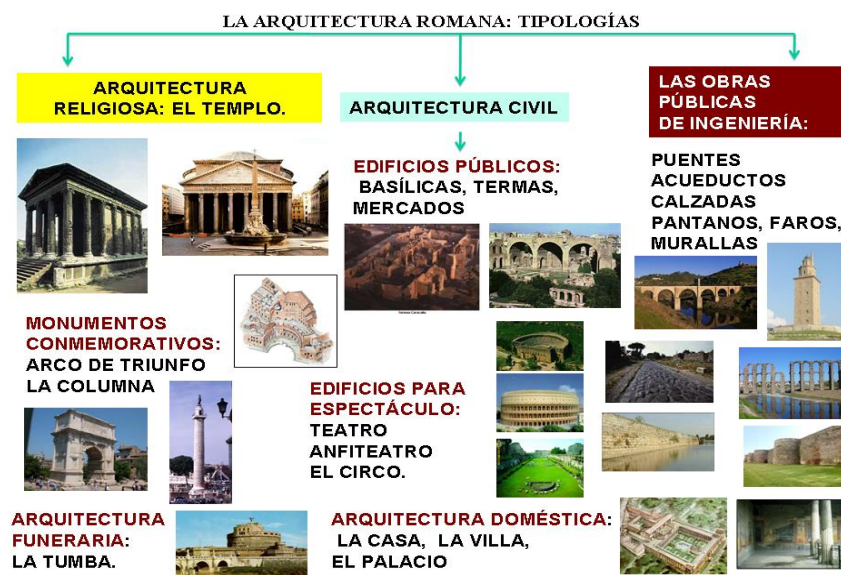 LA ARQUITECTURA ROMANA: TIPOLOGÍAS
ARQUITECTURA
RELIGIOSA: EL TEMPLO.
ARQUITECTURA CIVIL
LAS OBRAS
PÚBLICAS
DE INGENIERÍA:
EDIFICIOS PÚBLICOS:
BASÍLICAS, TERMAS,
MERCADOS
PUENTES
ACUEDUCTOS
CALZADAS
PANTANOS, FAROS,
MURALLAS
MONUMENTOS
CONMEMORATIVOS:
ARCO DE TRIUNFO
LA COLUMNA
EDIFICIOS PARA
ESPECTÁCULO:
TEATRO
ANFITEATRO
EL CIRCO.
ARQUITECTURA
FUNERARIA:
LA TUMBA.
ARQUITECTURA DOMÉSTICA:
LA CASA, LA VILLA,
EL PALACIO